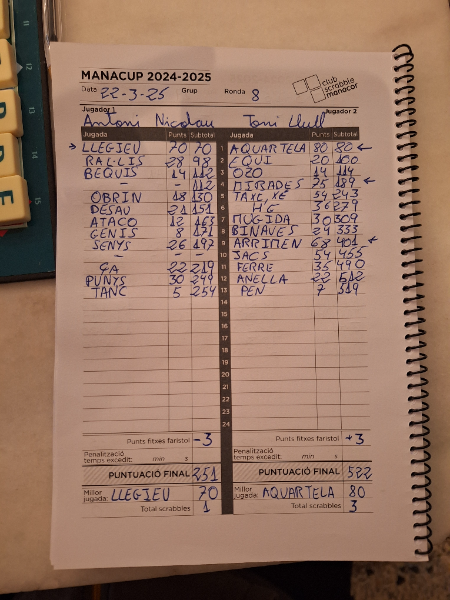 MANACUP 2024-2025
Data 22-3-25 Grup Ronda 8
club scrabble manacor
Jugador 1 Jugador 2
Antoni Nicolau Toni Llull
Jugada Punts Subtotal Jugada Punts Subtotal
→ LLEGIEU 70 70 1 AQUARTELA 80 80 ←
RAL·LIS 28 98 2 EQUI 20 100
BEQUIS 14 112 3 OZO 14 114
— 112 4 MIRADES 75 189 ←
OBRIN 18 130 5 TAXC, XE 54 243
DESAU 21 151 6 HC 36 279
ATACO 12 163 7 MUGIDA 30 309
GENIS 8 171 8 BINAVES 24 333
SENYS 26 197 9 ARRIMEN 68 401 ←
— — 10 JACS 54 455
ÇA 22 219 11 FERRE 35 490
PUNYS 30 249 12 ANELLA 22 512
TANC 5 254 13 PEN 7 519
14
15
16
17
18
19
20
21
22
23
24
Punts fitxes faristol -3 Punts fitxes faristol +3
Penalització temps excedit: min s Penalització temps excedit: min s
PUNTUACIÓ FINAL 251 PUNTUACIÓ FINAL 522
Millor jugada: LLEGIEU 70 Millor jugada: AQUARTELA 80
Total scrabbles 1 Total scrabbles 3